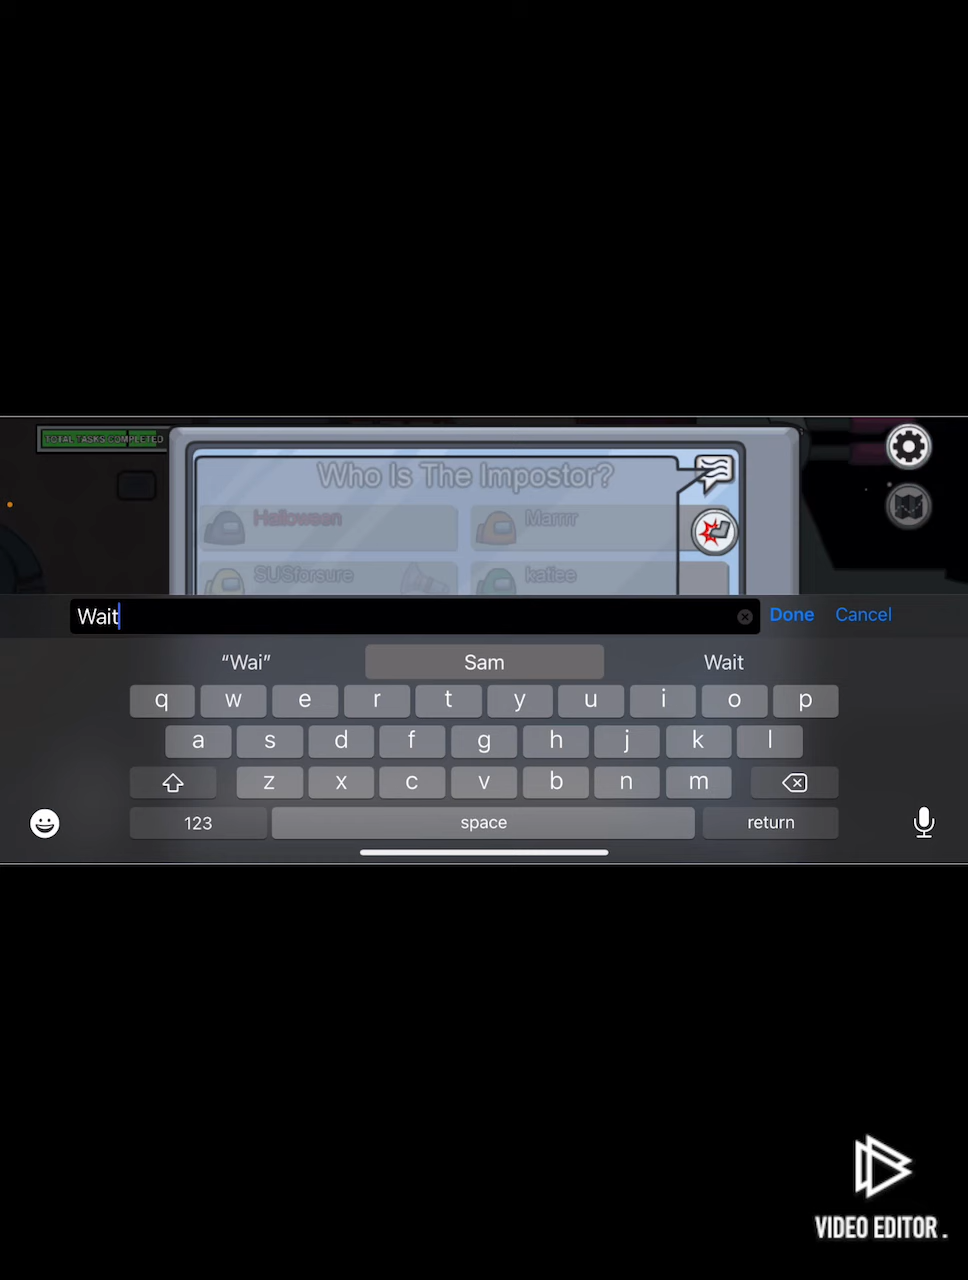 TOTAL TASKS COMPLETED
Who Is The Impostor?
Halloween
Marrrr
SUSforsure
katiee
Wait
Done
Cancel
“Wai”
Sam
Wait
q w e r t y u i o p
a s d f g h j k l
z x c v b n m
123
space
return
VIDEO EDITOR.